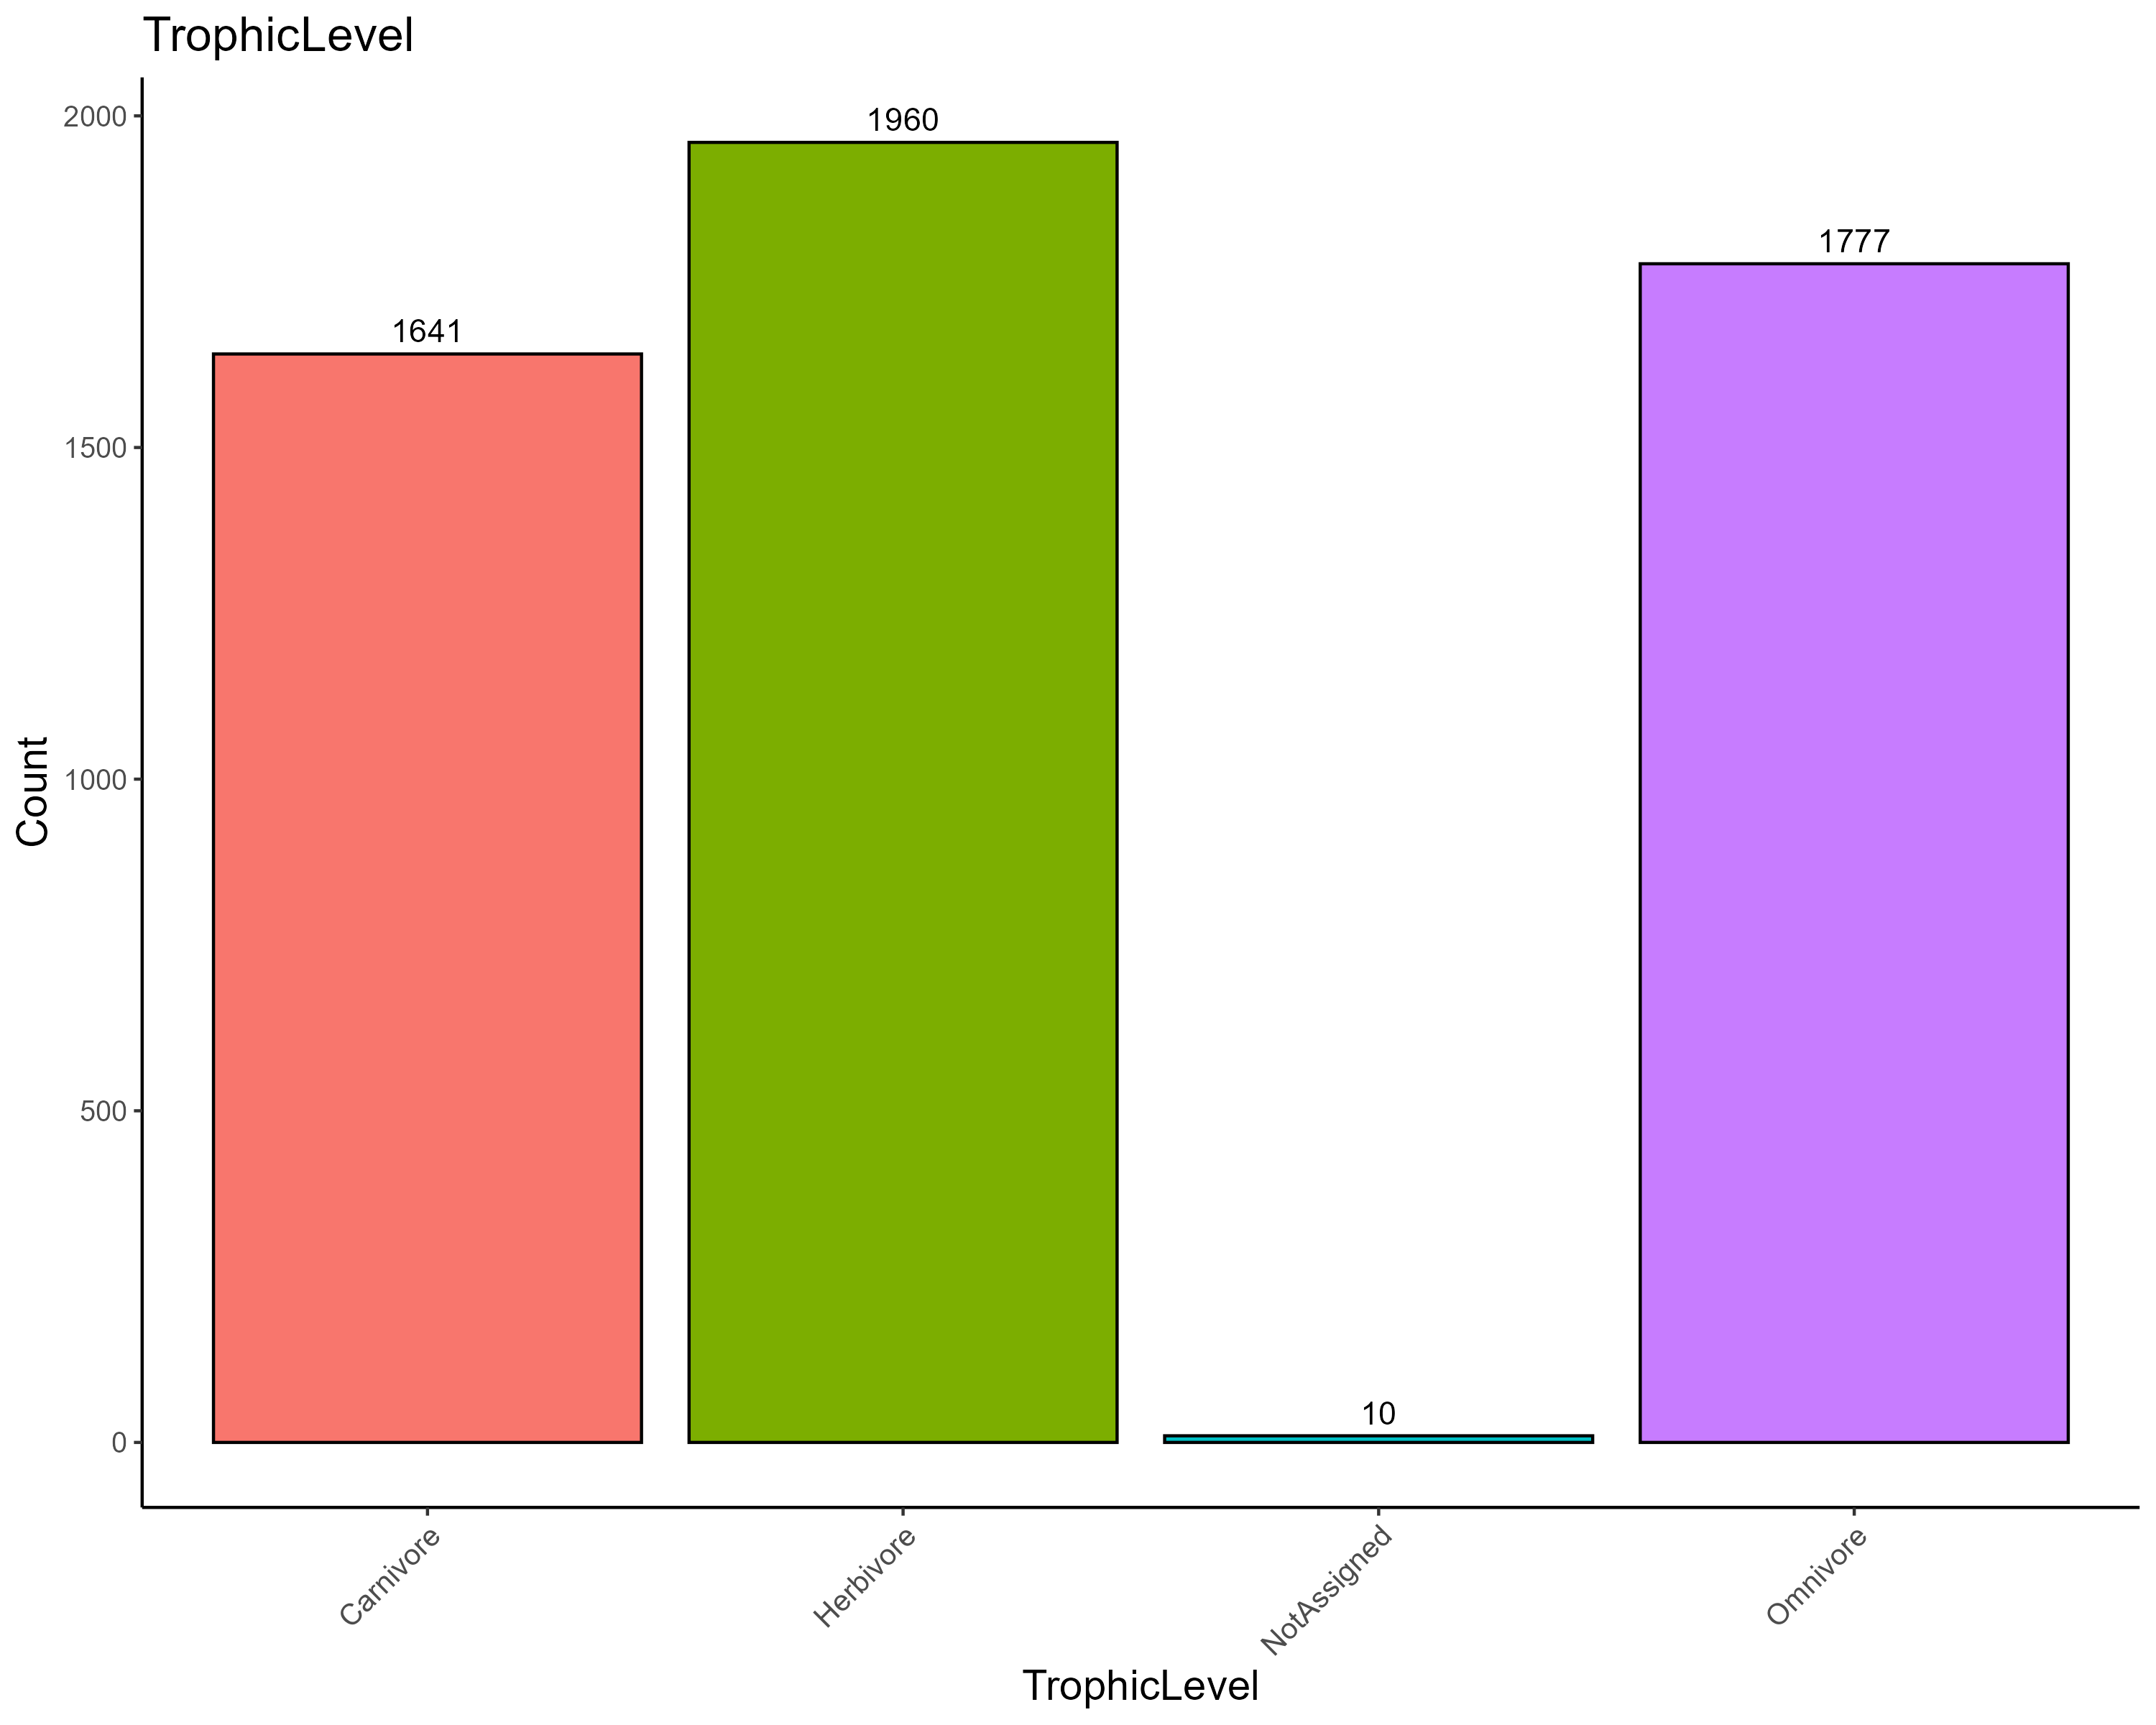 TrophicLevel
2000
1500
1000
500
0
Count
1641
1960
10
1777
Carnivore
Herbivore
NotAssigned
Omnivore
TrophicLevel